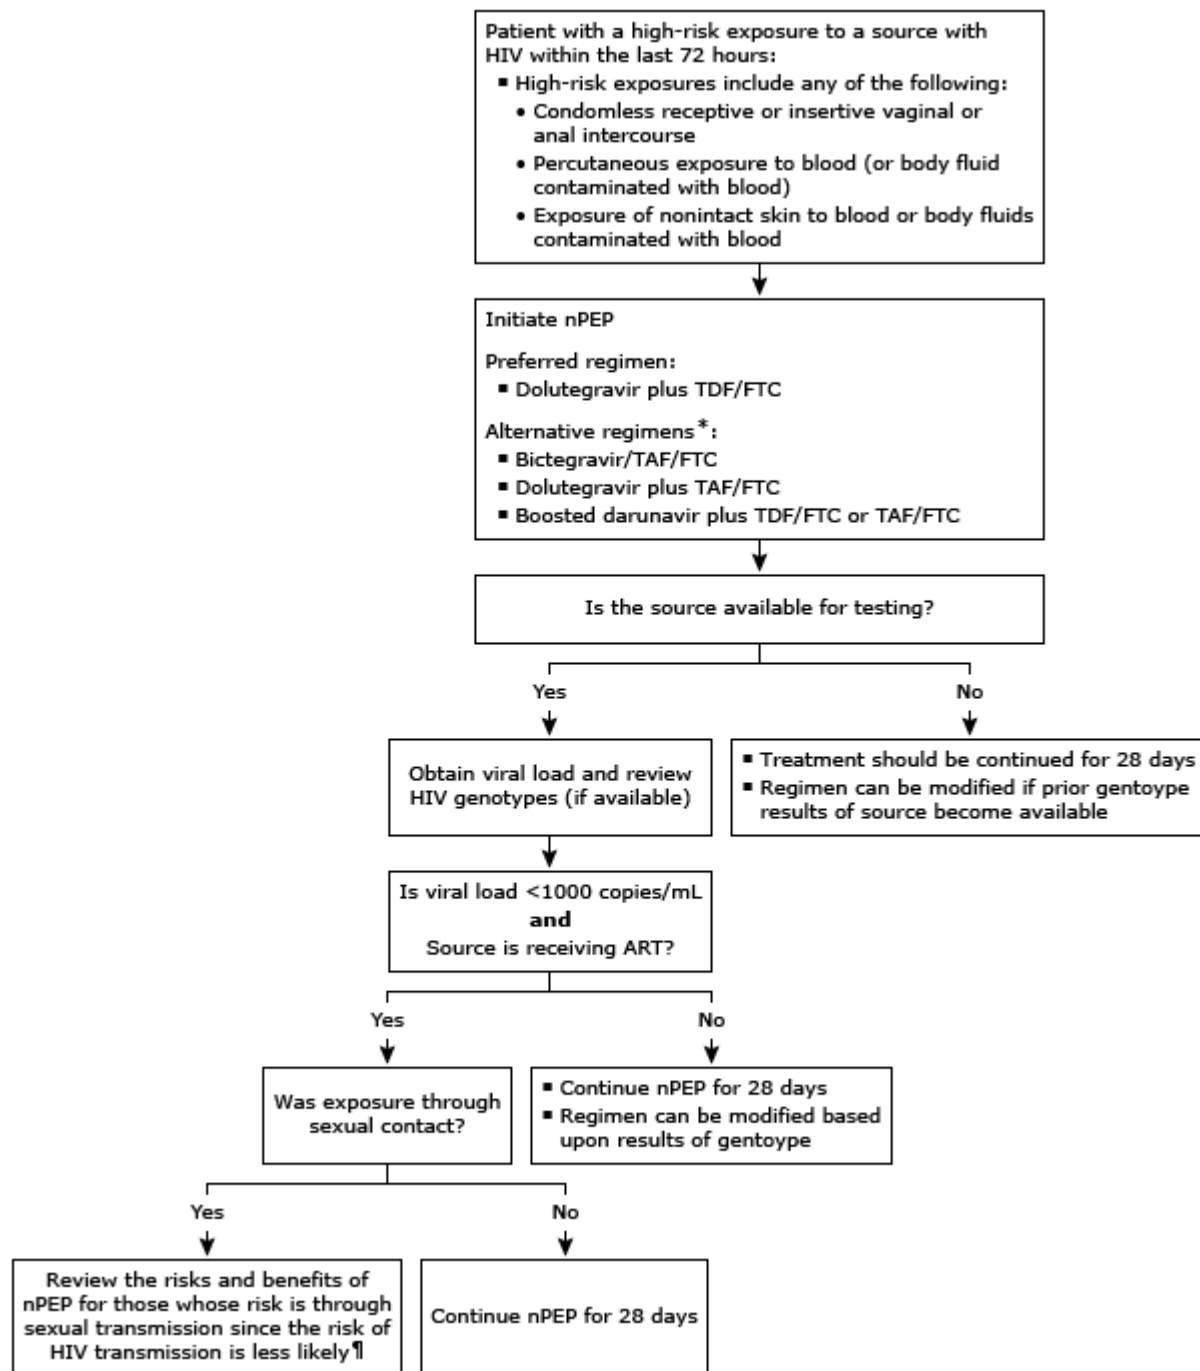 Patient with a high-risk exposure to a source with
HIV within the last 72 hours:
▪ High-risk exposures include any of the following:
• Condomless receptive or insertive vaginal or
anal intercourse
• Percutaneous exposure to blood (or body fluid
contaminated with blood)
• Exposure of nonintact skin to blood or body fluids
contaminated with blood
Initiate nPEP
Preferred regimen:
▪ Dolutegravir plus TDF/FTC
Alternative regimens*:
▪ Bictegravir/TAF/FTC
▪ Dolutegravir plus TAF/FTC
▪ Boosted darunavir plus TDF/FTC or TAF/FTC
Is the source available for testing?
Yes
No
Obtain viral load and review
HIV genotypes (if available)
▪ Treatment should be continued for 28 days
▪ Regimen can be modified if prior gentoype
results of source become available
Is viral load <1000 copies/mL
and
Source is receiving ART?
Yes
No
Was exposure through
sexual contact?
▪ Continue nPEP for 28 days
▪ Regimen can be modified based
upon results of gentoype
Yes
No
Review the risks and benefits of
nPEP for those whose risk is through
sexual transmission since the risk of
HIV transmission is less likely¶
Continue nPEP for 28 days